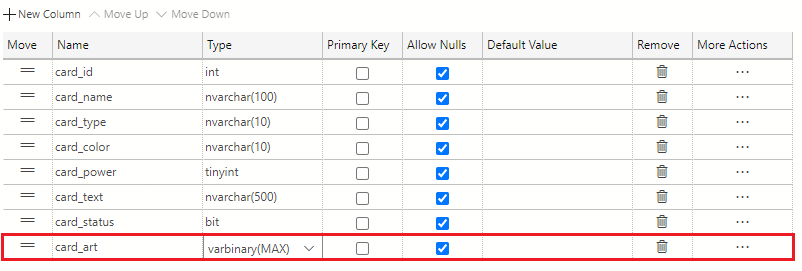 New Column Move Up Move Down
Move Name Type Primary Key Allow Nulls Default Value Remove More Actions
card_id int
card_name nvarchar(100)
card_type nvarchar(10)
card_color nvarchar(10)
card_power tinyint
card_text nvarchar(500)
card_status bit
card_art varbinary(MAX)